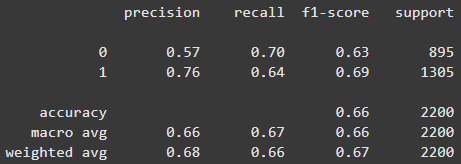 precision recall f1-score support
0 0.57 0.70 0.63 895
1 0.76 0.64 0.69 1305
accuracy 0.66 2200
macro avg 0.66 0.67 0.66 2200
weighted avg 0.68 0.66 0.67 2200